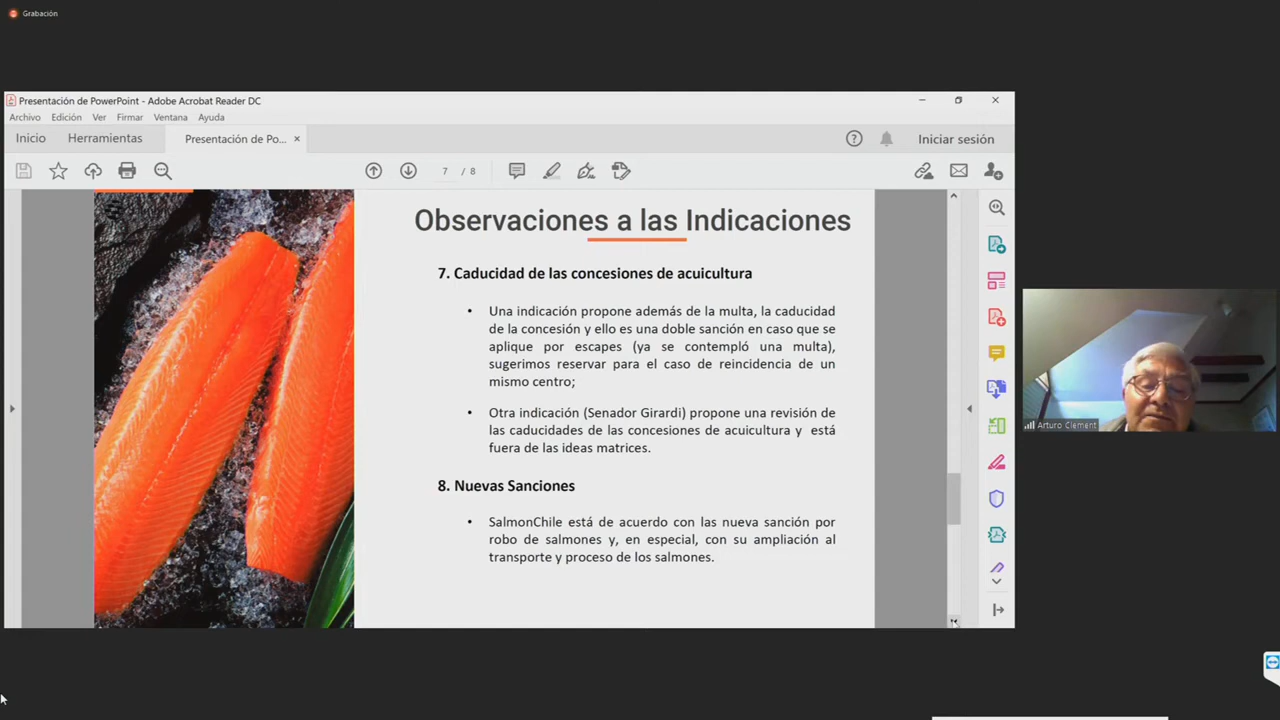 Grabación
Presentación de PowerPoint - Adobe Acrobat Reader DC
Archivo Edición Ver Firmar Ventana Ayuda
Inicio Herramientas Presentación de Po... Iniciar sesión
7 / 8
Observaciones a las Indicaciones
7. Caducidad de las concesiones de acuicultura
• Una indicación propone además de la multa, la caducidad
de la concesión y ello es una doble sanción en caso que se
aplique por escapes (ya se contempló una multa),
sugerimos reservar para el caso de reincidencia de un
mismo centro;
• Otra indicación (Senador Girardi) propone una revisión de
las caducidades de las concesiones de acuicultura y está
fuera de las ideas matrices.
8. Nuevas Sanciones
• SalmonChile está de acuerdo con las nueva sanción por
robo de salmones y, en especial, con su ampliación al
transporte y proceso de los salmones.
Arturo Clement